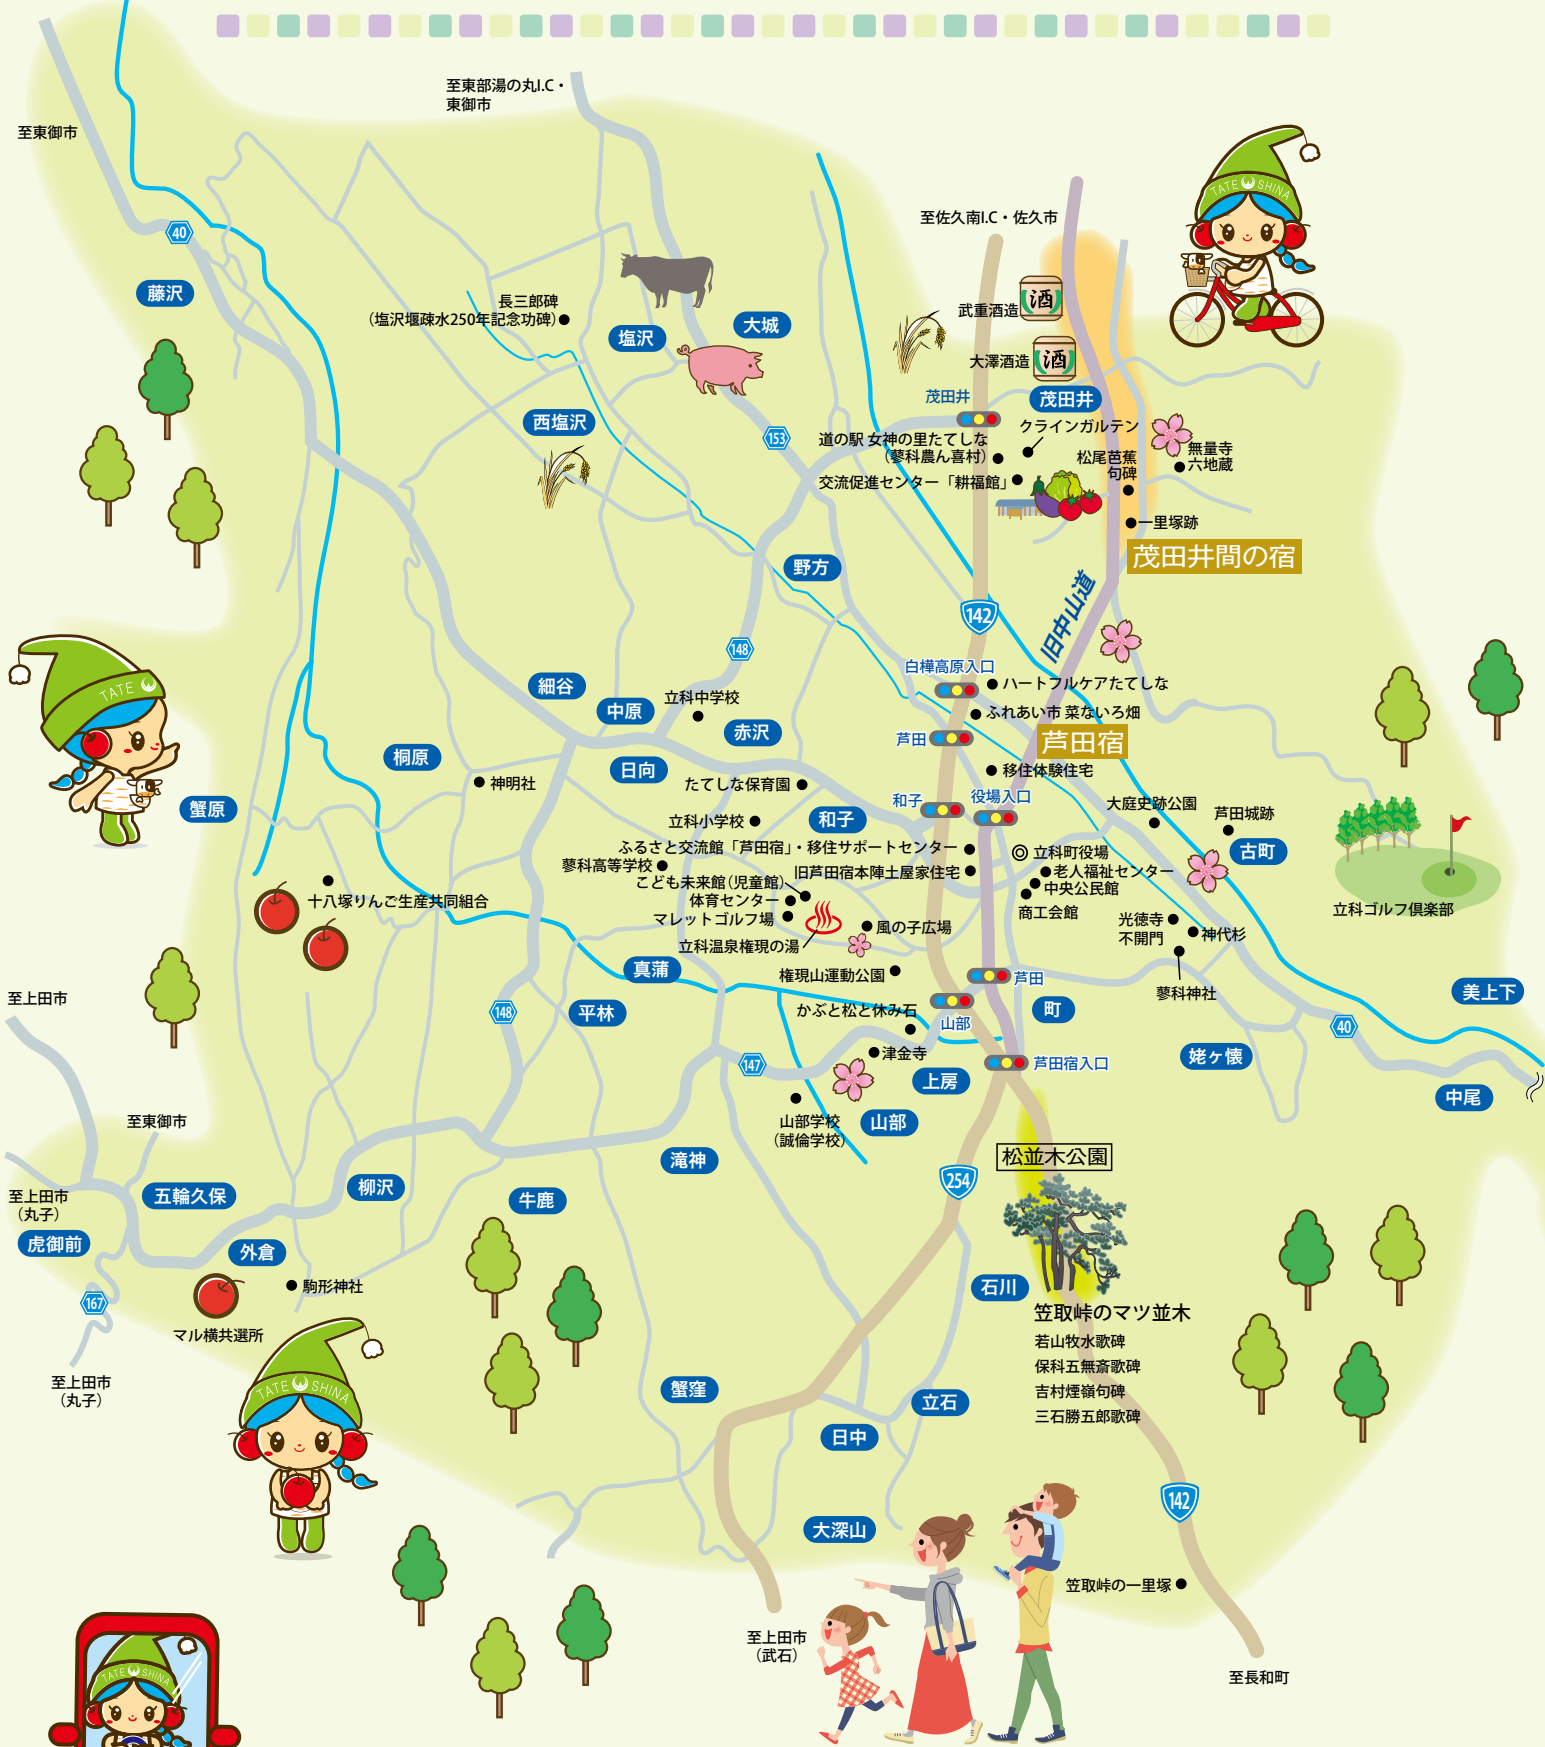 至東部湯の丸I.C・
東御市
至東御市
TATE SHINA
至佐久南I.C・佐久市
40
藤沢
長三郎碑
（塩沢堰疎水250年記念功碑）
塩沢
大城
武重酒造
酒
大澤酒造
酒
茂田井
茂田井
西塩沢
153
クラインガルテン
道の駅 女神の里たてしな
（蓼科農ん喜村）
交流促進センター「耕福館」
松尾芭蕉
句碑
無量寺
六地蔵
一里塚跡
茂田井間の宿
野方
142
旧中山道
148
白樺高原入口
ハートフルケアたてしな
ふれあい市 菜ないろ畑
細谷
中原
立科中学校
赤沢
芦田
芦田宿
TATE
桐原
神明社
日向
たてしな保育園
移住体験住宅
蟹原
和子
役場入口
大庭史跡公園
芦田城跡
立科小学校
和子
古町
ふるさと交流館「芦田宿」・移住サポートセンター
立科町役場
蓼科高等学校
旧芦田宿本陣土屋家住宅
老人福祉センター
こども未来館（児童館）
中央公民館
体育センター
商工会館
十八塚りんご生産共同組合
マレットゴルフ場
風の子広場
光徳寺
不開門
神代杉
立科ゴルフ倶楽部
立科温泉権現の湯
真蒲
権現山運動公園
芦田
蓼科神社
美上下
至上田市
148
平林
かぶと松と休み石
山部
町
40
津金寺
姥ヶ懐
147
芦田宿入口
上房
中尾
至東御市
山部学校
（誠倫学校）
山部
滝神
松並木公園
254
至上田市
（丸子）
五輪久保
柳沢
牛鹿
虎御前
外倉
駒形神社
石川
167
笠取峠のマツ並木
マル横共選所
若山牧水歌碑
保科五無斎歌碑
吉村煙嶺句碑
三石勝五郎歌碑
至上田市
（丸子）
TATE SHINA
蟹窪
立石
日中
142
大深山
笠取峠の一里塚
至上田市
（武石）
至長和町
TATE SHINA